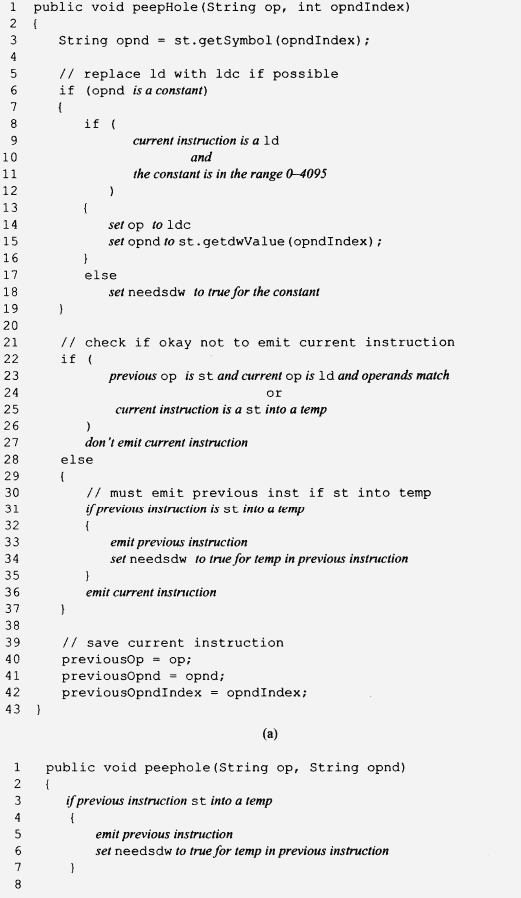 1 public void peepHole(String op, int opndIndex)
2 {
3 String opnd = st.getSymbol(opndIndex);
4
5 // replace ld with ldc if possible
6 if (opnd is a constant)
7 {
8 if (
9 current instruction is a ld
10 and
11 the constant is in the range 0–4095
12 )
13 {
14 set op to ldc
15 set opnd to st.getdwValue(opndIndex);
16 }
17 else
18 set needsdw to true for the constant
19 }
20
21 // check if okay not to emit current instruction
22 if (
23 previous op is st and current op is ld and operands match
24 or
25 current instruction is a st into a temp
26 )
27 don't emit current instruction
28 else
29 {
30 // must emit previous inst if st into temp
31 if previous instruction is st into a temp
32 {
33 emit previous instruction
34 set needsdw to true for temp in previous instruction
35 }
36 emit current instruction
37 }
38
39 // save current instruction
40 previousOp = op;
41 previousOpnd = opnd;
42 previousOpndIndex = opndIndex;
43 }
(a)
1 public void peephole(String op, String opnd)
2 {
3 if previous instruction st into a temp
4 {
5 emit previous instruction
6 set needsdw to true for temp in previous instruction
7 }
8